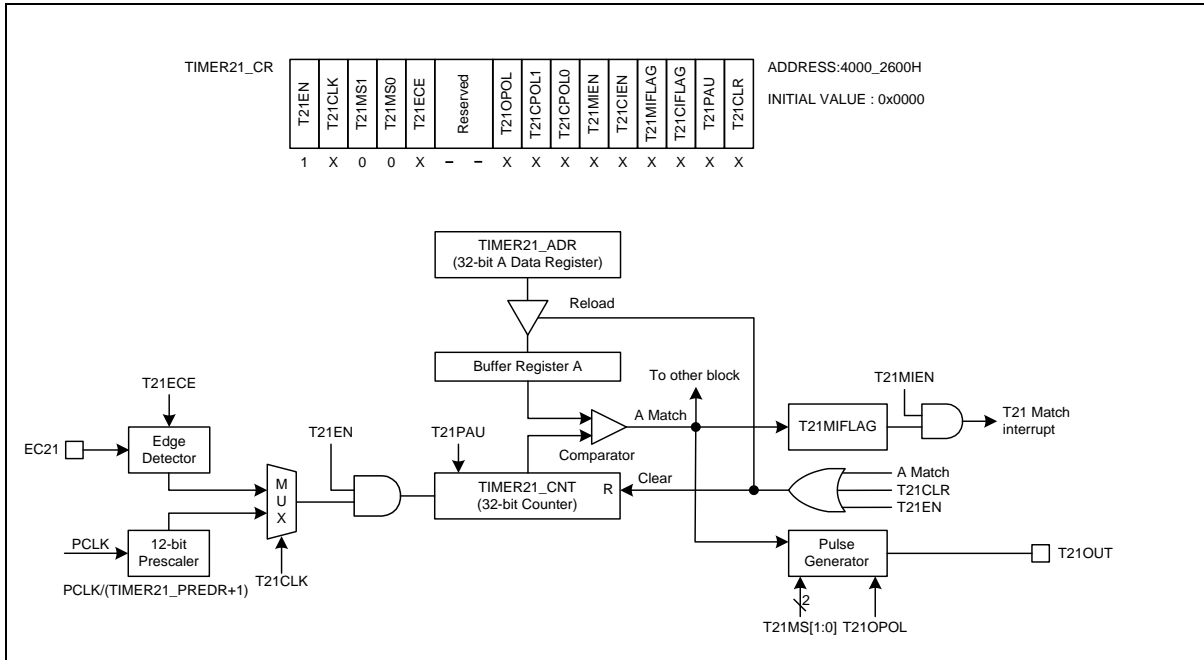 TIMER21_CR
T21EN
T21CLK
T21MS1
T21MS0
T21ECE
Reserved
T21OPOL
T21CPOL1
T21CPOL0
T21MIEN
T21CIEN
T21MIFLAG
T21CIFLAG
T21PAU
T21CLR
ADDRESS:4000_2600H
INITIAL VALUE : 0x0000
1 X 0 0 X – – X X X X X X X X X
TIMER21_ADR
(32-bit A Data Register)
Reload
Buffer Register A
To other block
T21MIEN
T21ECE
A Match
T21MIFLAG
T21 Match
interrupt
EC21
Edge
Detector
T21EN
T21PAU
Comparator
MUX
TIMER21_CNT
(32-bit Counter)
R
Clear
A Match
T21CLR
T21EN
PCLK
12-bit
Prescaler
T21CLK
PCLK/(TIMER21_PREDR+1)
Pulse
Generator
T21OUT
2
T21MS[1:0]
T21OPOL